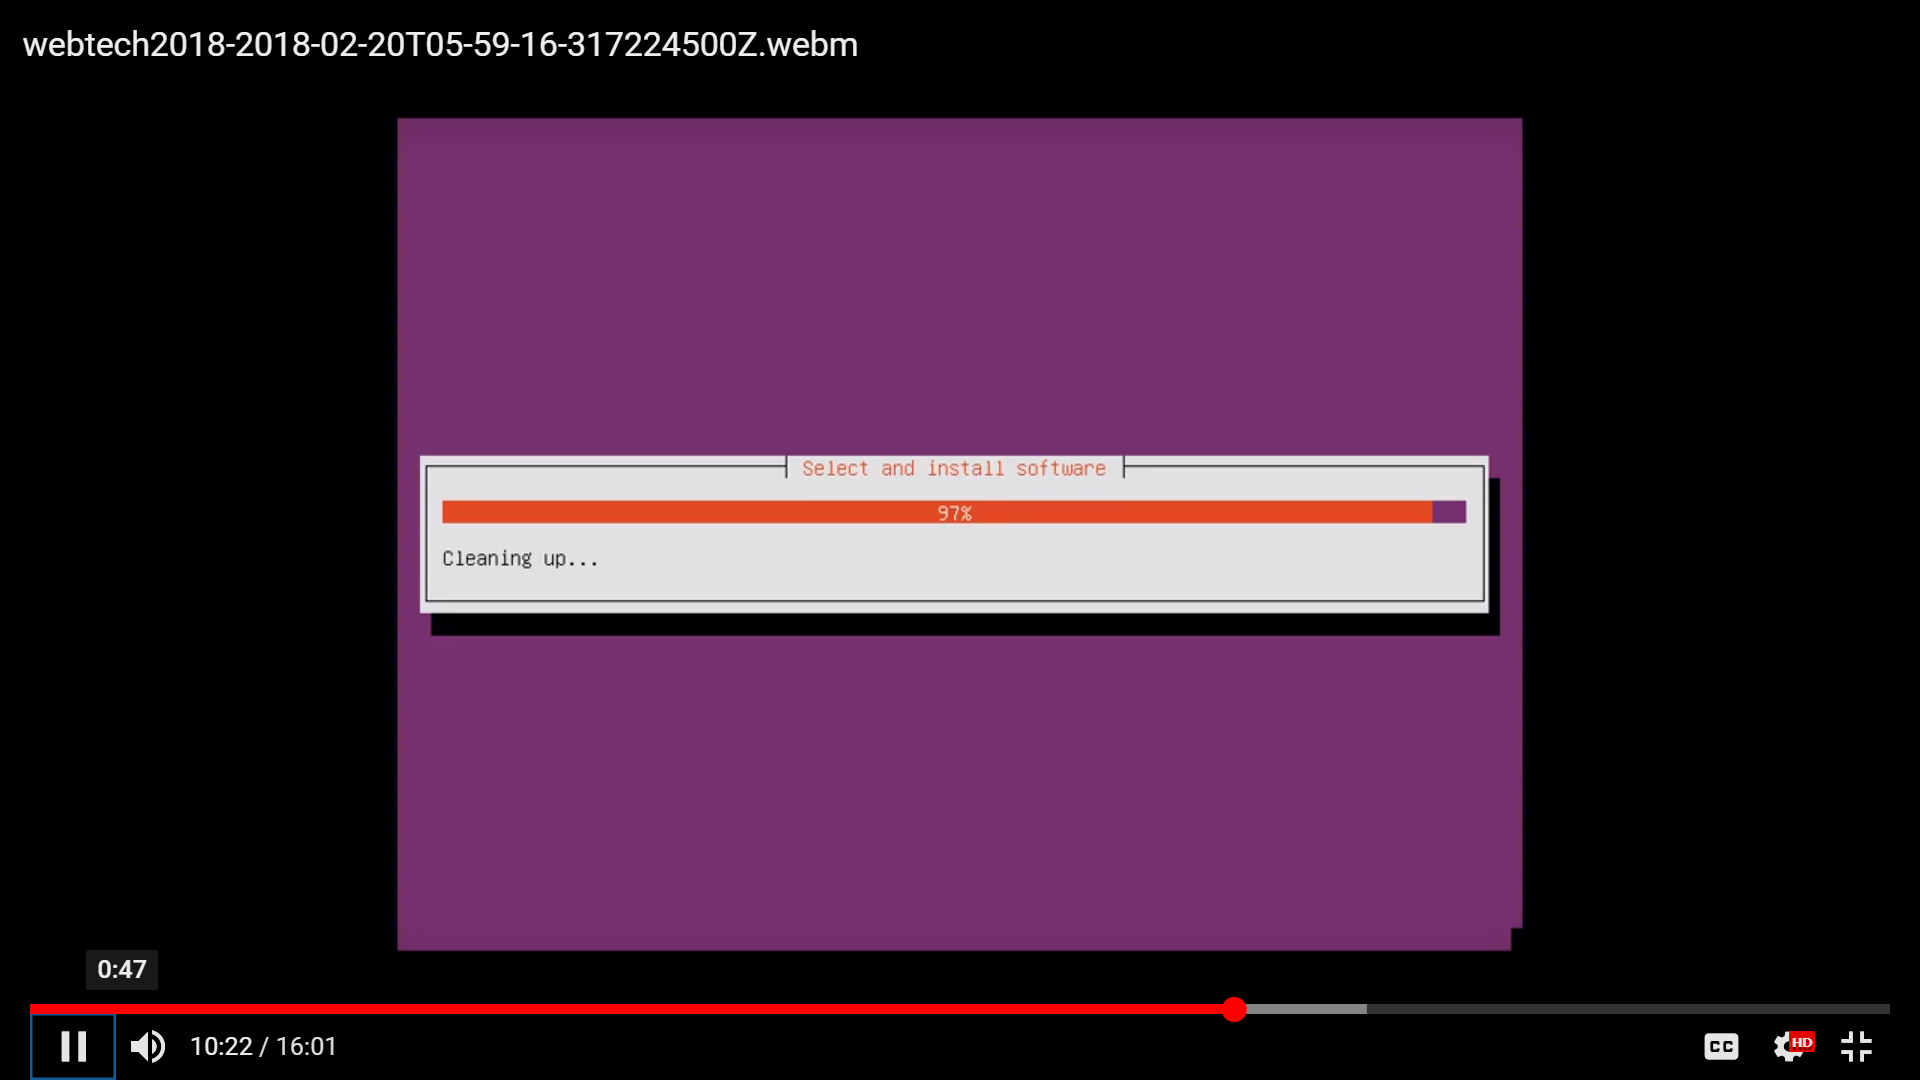 webtech2018-2018-02-20T05-59-16-317224500Z.webm
Select and install software
97%
Cleaning up...
0:47
10:22 / 16:01
CC
HD